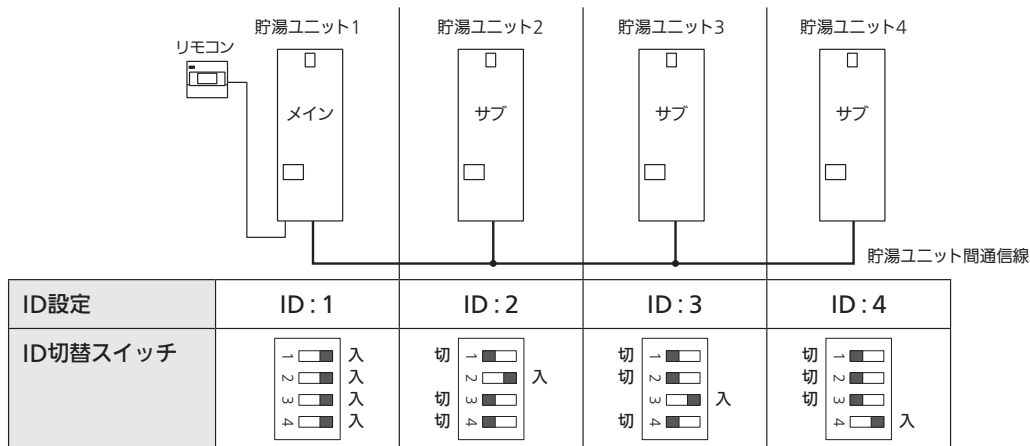 貯湯ユニット1 貯湯ユニット2 貯湯ユニット3 貯湯ユニット4
リモコン
メイン サブ サブ サブ
貯湯ユニット間通信線
ID設定 ID:1 ID:2 ID:3 ID:4
ID切替スイッチ
1 入 切 1 切 1 切 1
2 入 2 入 切 2 切 2
3 入 切 3 3 入 切 3
4 入 切 4 切 4 4 入